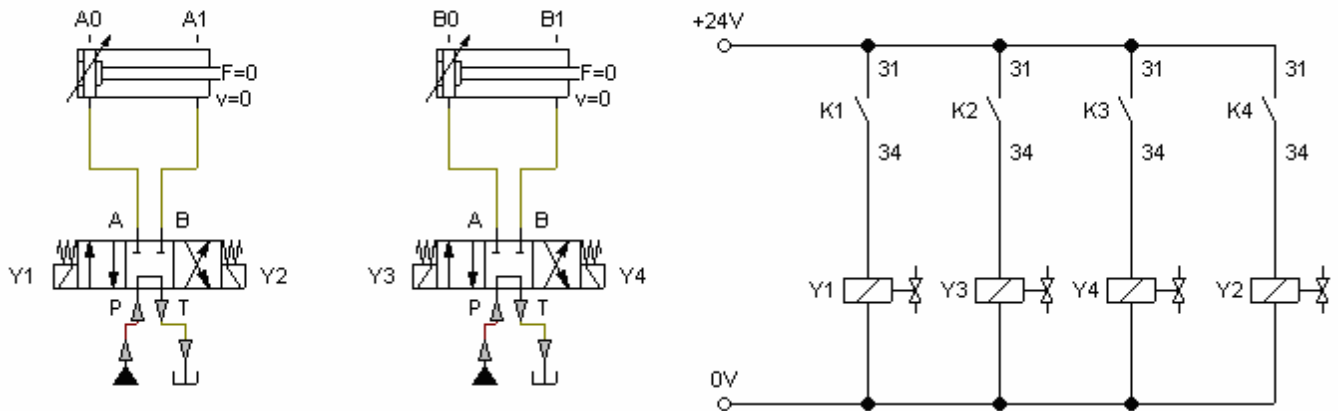 A0 A1 B0 B1
+24V
31 31 31 31
F=0 F=0
v=0 v=0
K1 K2 K3 K4
34 34 34 34
A B A B
Y1 Y2 Y3 Y4
Y1 Y3 Y4 Y2
P T P T
0V